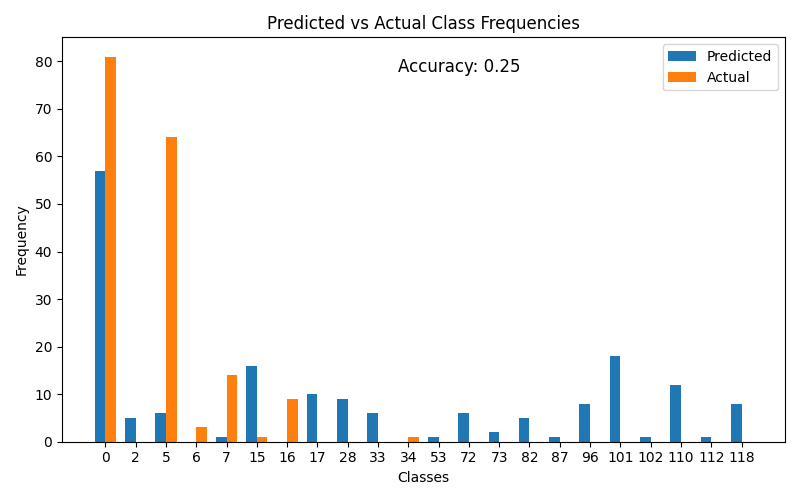 Predicted vs Actual Class Frequencies
Accuracy: 0.25
Predicted
Actual
Frequency
80
70
60
50
40
30
20
10
0
0 2 5 6 7 15 16 17 28 33 34 53 72 73 82 87 96 101 102 110 112 118
Classes